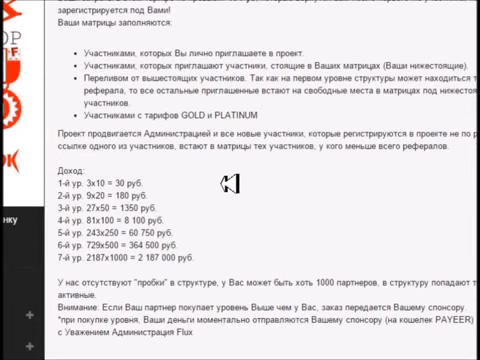 зарегистрируется под Вами!
Ваши матрицы заполняются:
Участниками, которых Вы лично приглашаете в проект.
Участниками, которых приглашают участники, стоящие в Ваших матрицах (Ваши нижестоящие).
Переливом от вышестоящих участников. Так как на первом уровне структуры может находиться т
реферала, то все остальные приглашенные встают на свободные места в матрицах под нижестоя
участников.
Участниками с тарифов GOLD и PLATINUM
Проект продвигается Администрацией и все новые участники, которые регистрируются в проекте не по р
ссылке одного из участников, встают в матрицы тех участников, у кого меньше всего рефералов.
Доход:
1-й ур. 3х10 = 30 руб.
2-й ур. 9х20 = 180 руб.
3-й ур. 27х50 = 1350 руб.
4-й ур. 81х100 = 8 100 руб.
5-й ур. 243х250 = 60 750 руб.
6-й ур. 729х500 = 364 500 руб.
7-й ур. 2187х1000 = 2 187 000 руб.
нку
У нас отсутствуют "пробки" в структуре, у Вас может быть хоть 1000 партнеров, в структуру попадают т
активные.
Внимание: Если Ваш партнер покупает уровень Выше чем у Вас, заказ передается Вашему спонсору.
*при покупке уровня, Ваши деньги моментально отправляются Вашему спонсору (на кошелек PAYEER)
с Уважением Администрация Flux